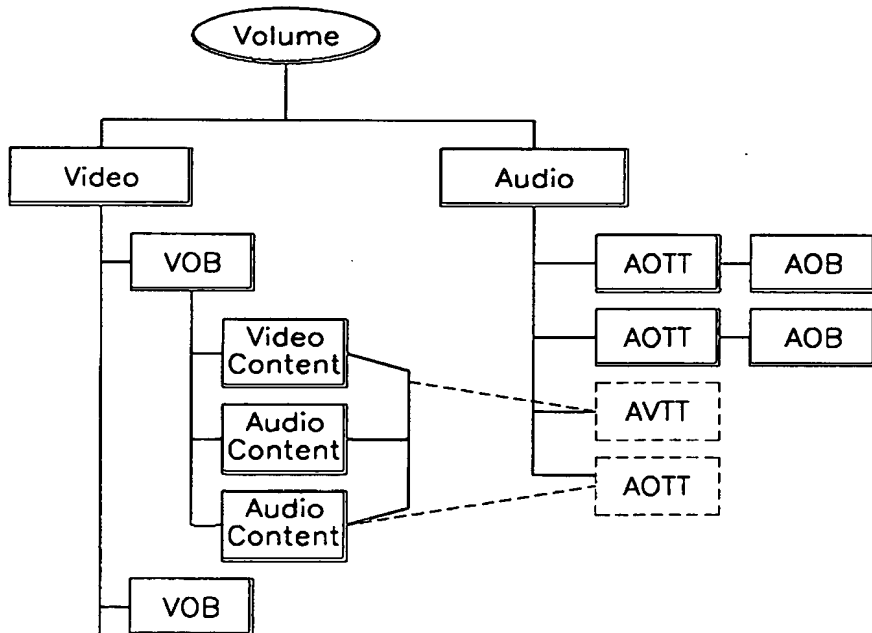 Volume
Video
Audio
VOB
AOTT
AOB
AOTT
AOB
Video
Content
Audio
Content
Audio
Content
AVTT
AOTT
VOB